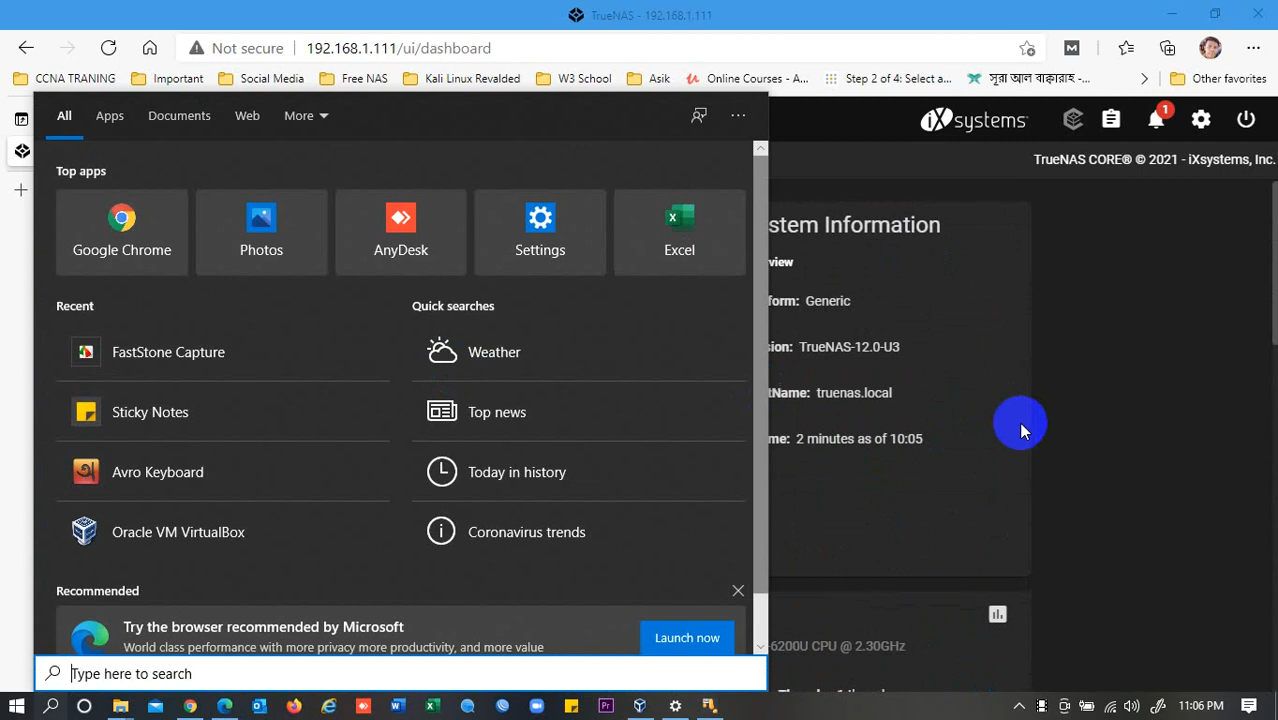 TrueNAS - 192.168.1.111
Not secure 192.168.1.111/ui/dashboard
CCNA TRANING Important Social Media Free NAS Kali Linux Revalded W3 School Asik Online Courses - A... Step 2 of 4: Select a... সূরা আল বাক্বারাহ -... Other favorites
All Apps Documents Web More
iXsystems 1
TrueNAS CORE® © 2021 - iXsystems, Inc.
Top apps
Google Chrome Photos AnyDesk Settings Excel
stem Information
view
form: Generic
sion: TrueNAS-12.0-U3
tName: truenas.local
me: 2 minutes as of 10:05
Recent
FastStone Capture
Sticky Notes
Avro Keyboard
Oracle VM VirtualBox
Quick searches
Weather
Top news
Today in history
Coronavirus trends
Recommended
Try the browser recommended by Microsoft
World class performance with more privacy more productivity, and more value
Launch now
-6200U CPU @ 2.30GHz
Type here to search
11:06 PM